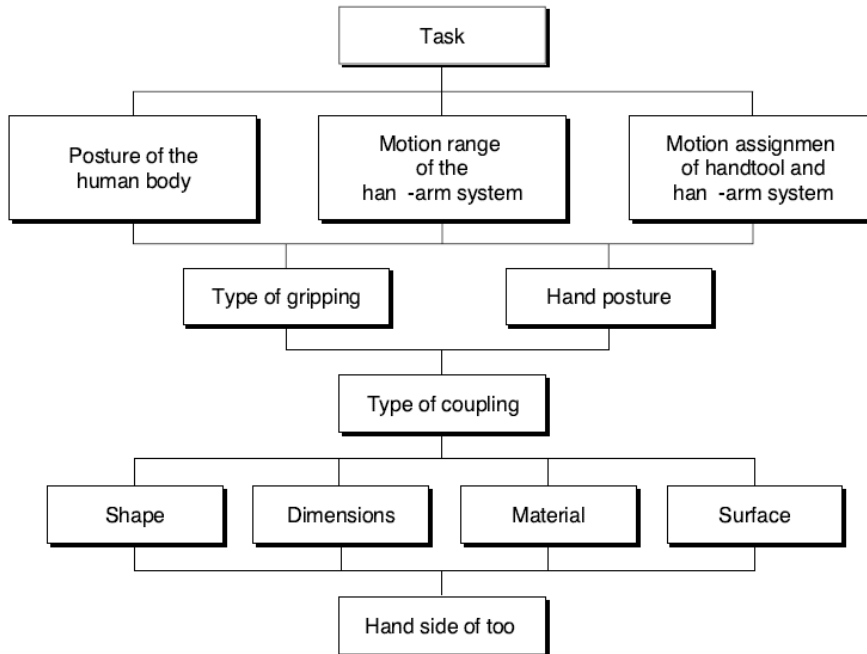 Task
Posture of the
human body
Motion range
of the
han -arm system
Motion assignmen
of handtool and
han -arm system
Type of gripping
Hand posture
Type of coupling
Shape
Dimensions
Material
Surface
Hand side of too